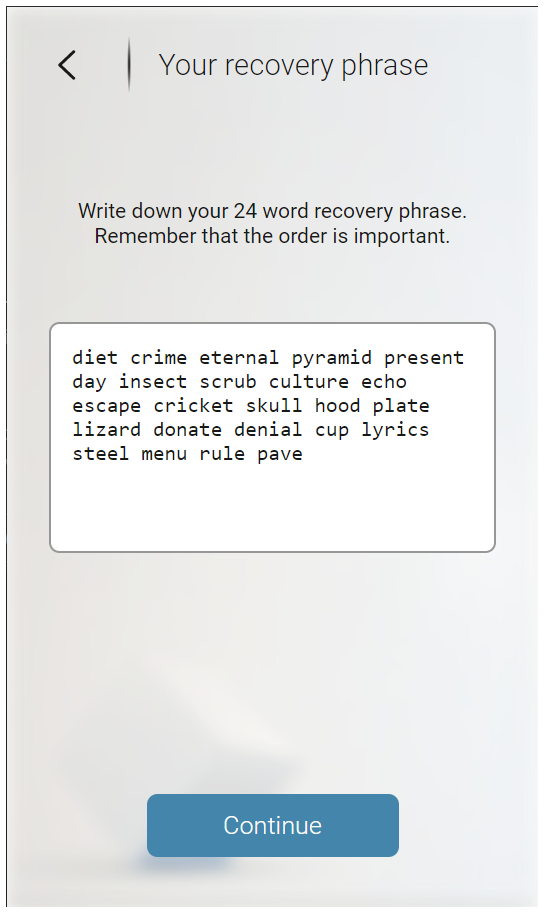 Your recovery phrase
Write down your 24 word recovery phrase.
Remember that the order is important.
diet crime eternal pyramid present
day insect scrub culture echo
escape cricket skull hood plate
lizard donate denial cup lyrics
steel menu rule pave
Continue